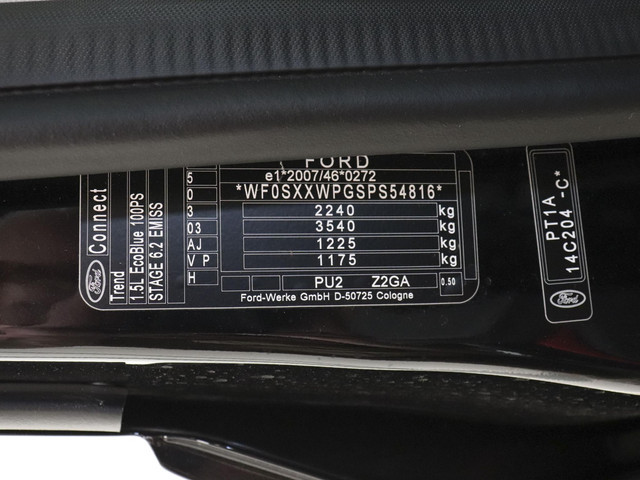 FORD
e1*2007/46*0272
*WF0SXXWPGSPS54816*
2240 kg
3540 kg
1225 kg
1175 kg
PU2 Z2GA
0.50
Ford-Werke GmbH D-50725 Cologne
5
0
3
03
AJ
V P
H
Ford Connect
Trend
1.5L EcoBlue 100PS
STAGE 6.2 EMISS
PT1A
14C204 -C*
Ford